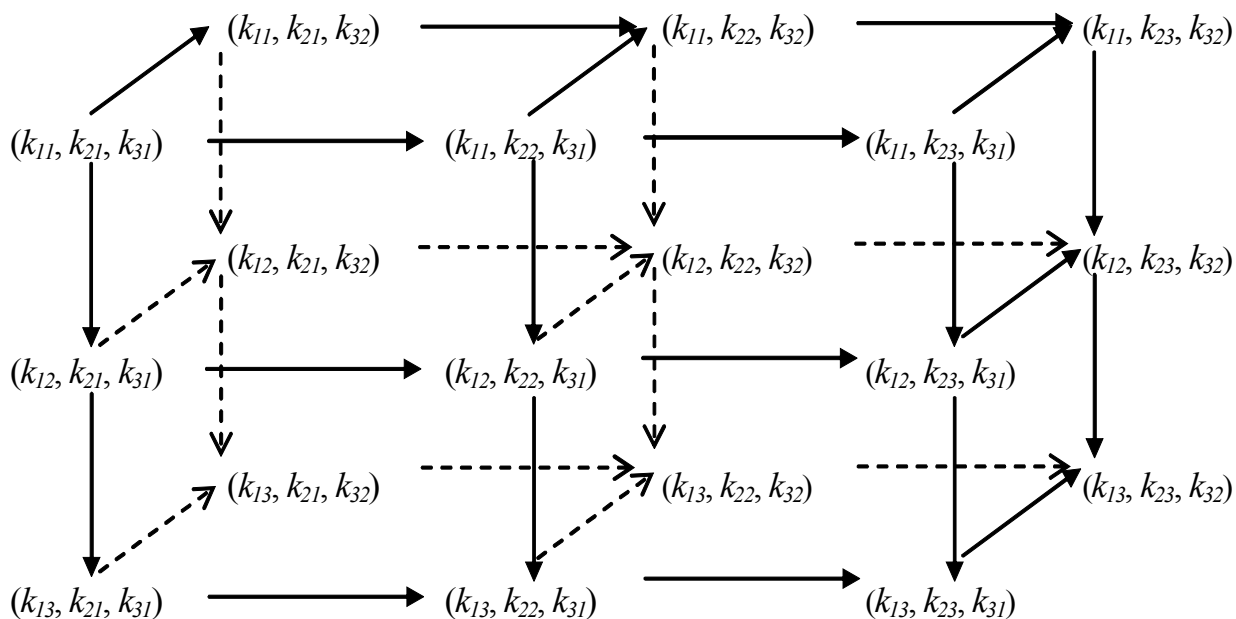 (k11, k21, k32) (k11, k22, k32) (k11, k23, k32)
(k11, k21, k31) (k11, k22, k31) (k11, k23, k31)
(k12, k21, k32) (k12, k22, k32) (k12, k23, k32)
(k12, k21, k31) (k12, k22, k31) (k12, k23, k31)
(k13, k21, k32) (k13, k22, k32) (k13, k23, k32)
(k13, k21, k31) (k13, k22, k31) (k13, k23, k31)